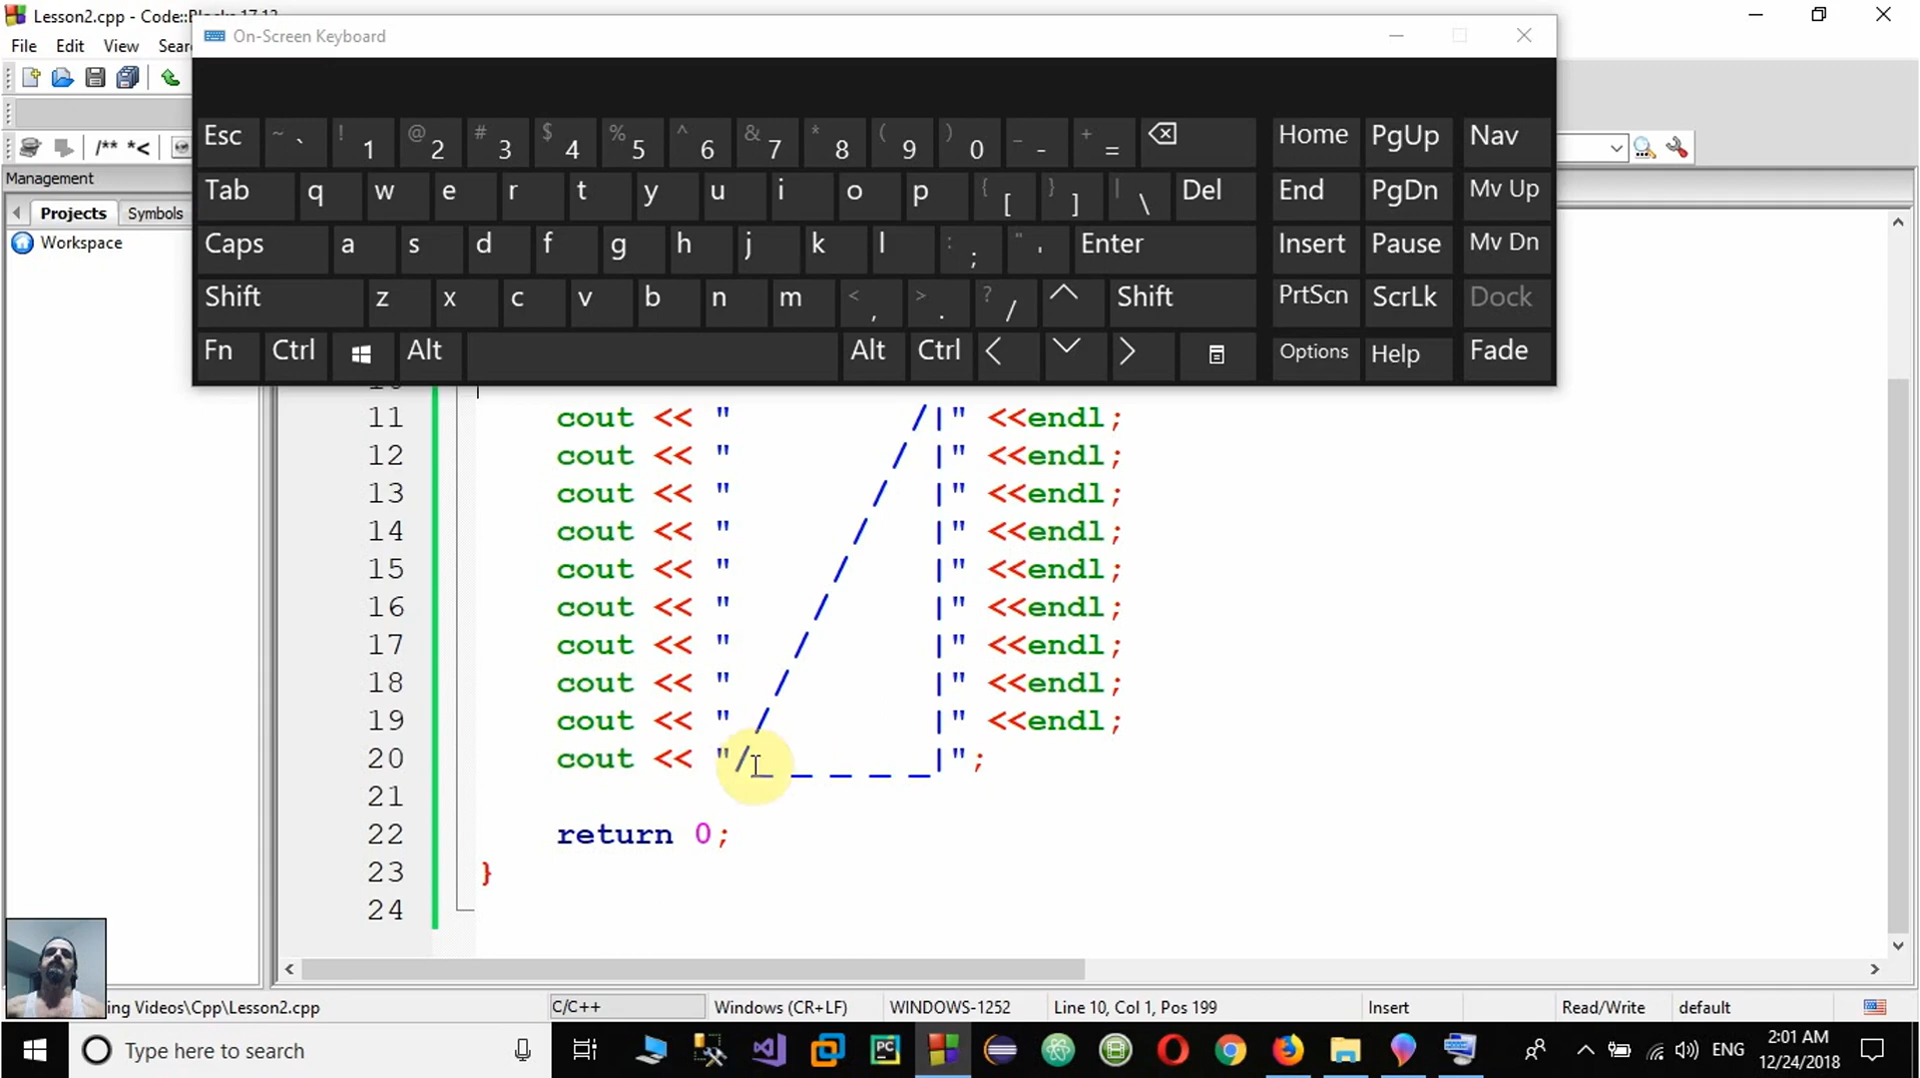 Lesson2.cpp - Code::Blocks 17.12
On-Screen Keyboard
File Edit View Sear
Esc ~ ` ! 1 @ 2 # 3 $ 4 % 5 ^ 6 & 7 * 8 ( 9 ) 0 _ - + = Home PgUp Nav
/** *<
Management
Tab q w e r t y u i o p { [ } ] | \ Del End PgDn Mv Up
Projects Symbols
Workspace
Caps a s d f g h j k l : ; " ' Enter Insert Pause Mv Dn
Shift z x c v b n m < , > . ? / Shift PrtScn ScrLk Dock
Fn Ctrl Alt Alt Ctrl Options Help Fade
11 cout << "         /|" <<endl;
12 cout << "        / |" <<endl;
13 cout << "       /  |" <<endl;
14 cout << "      /   |" <<endl;
15 cout << "     /    |" <<endl;
16 cout << "    /     |" <<endl;
17 cout << "   /      |" <<endl;
18 cout << "  /       |" <<endl;
19 cout << " /        |" <<endl;
20 cout << "/_ _ _ _ _|";
21
22 return 0;
23 }
24
ing Videos\Cpp\Lesson2.cpp C/C++ Windows (CR+LF) WINDOWS-1252 Line 10, Col 1, Pos 199 Insert Read/Write default
Type here to search PC ENG 2:01 AM
12/24/2018